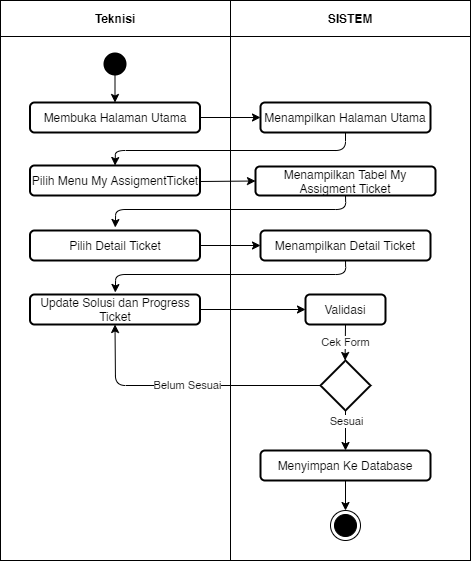 Teknisi
SISTEM
Membuka Halaman Utama
Menampilkan Halaman Utama
Pilih Menu My AssigmentTicket
Menampilkan Tabel My
Assigment Ticket
Pilih Detail Ticket
Menampilkan Detail Ticket
Update Solusi dan Progress
Ticket
Validasi
Cek Form
Belum Sesuai
Sesuai
Menyimpan Ke Database